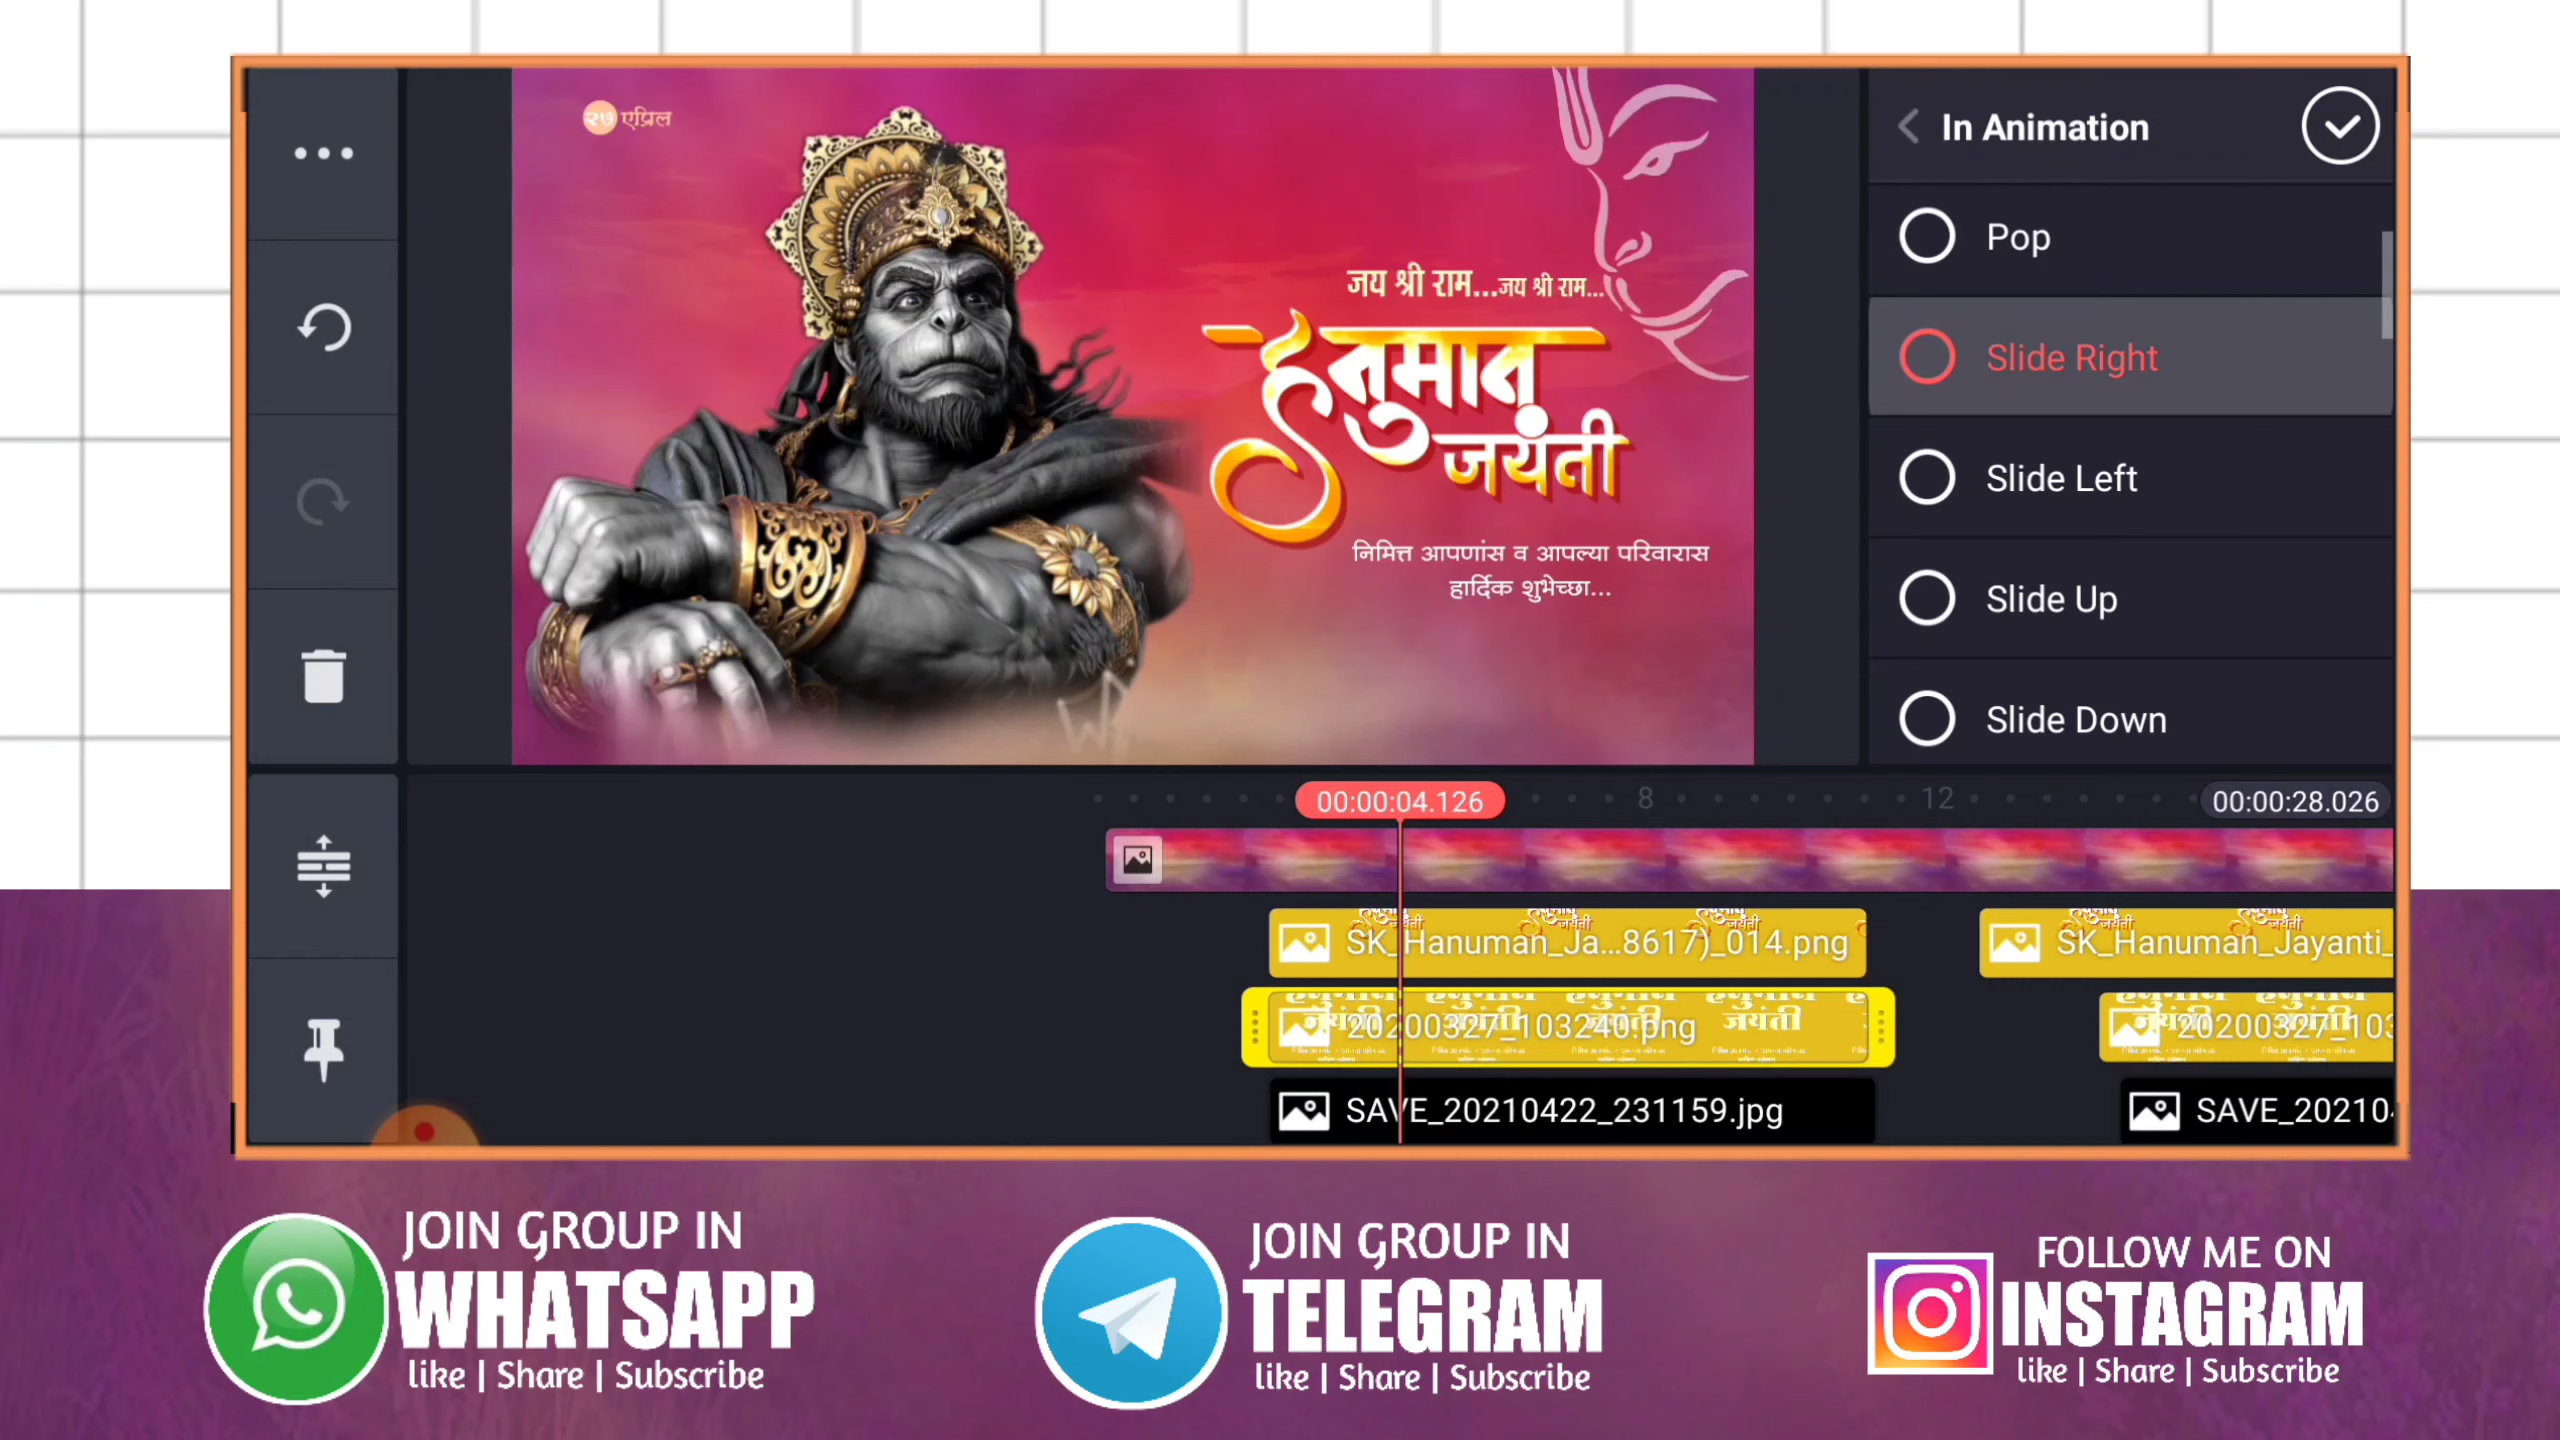 २७ एप्रिल
जय श्री राम...जय श्री राम...
हनुमान
जयंती
निमित्त आपणांस व आपल्या परिवारास
हार्दिक शुभेच्छा...
In Animation
Pop
Slide Right
Slide Left
Slide Up
Slide Down
00:00:04.126
8
12
00:00:28.026
SK_Hanuman_Ja...8617)_014.png
SK_Hanuman_Jayanti_
20200327_103240.png
20200327_103
SAVE_20210422_231159.jpg
SAVE_20210
JOIN GROUP IN
WHATSAPP
like | Share | Subscribe
JOIN GROUP IN
TELEGRAM
like | Share | Subscribe
FOLLOW ME ON
INSTAGRAM
like | Share | Subscribe